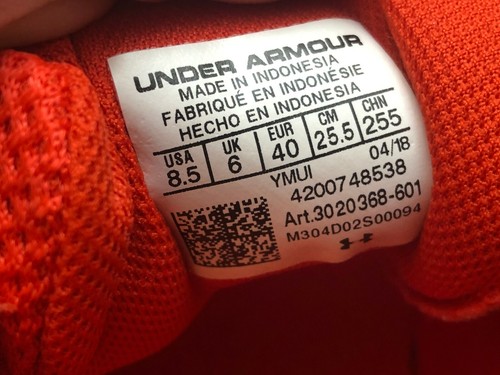 UNDER ARMOUR
MADE IN INDONESIA
FABRIQUÉ EN INDONÉSIE
HECHO EN INDONESIA
USA UK EUR CM CHN
8.5 6 40 25.5 255
YMUI 04/18
4200748538
Art.3020368-601
M304D02S00094